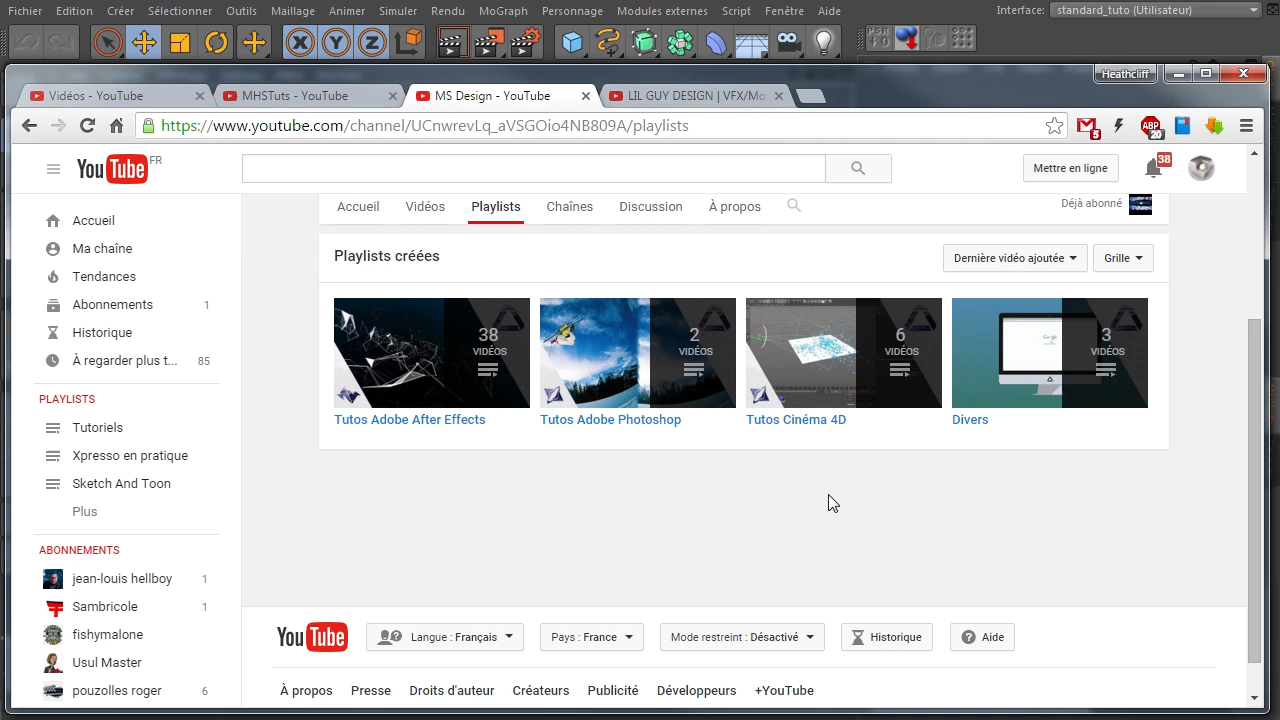 Fichier Edition Créer Sélectionner Outils Maillage Animer Simuler Rendu MoGraph Personnage Modules externes Script Fenêtre Aide Interface: standard_tuto (Utilisateur)
X Y Z PSR
Heathcliff
Vidéos - YouTube MHSTuts - YouTube MS Design - YouTube LIL GUY DESIGN | VFX/Mo
https://www.youtube.com/channel/UCnwrevLq_aVSGOio4NB809A/playlists
5 ABP
YouTube FR Mettre en ligne 38
Accueil Vidéos Playlists Chaînes Discussion À propos Déjà abonné
Playlists créées Dernière vidéo ajoutée Grille
38 VIDÉOS
Tutos Adobe After Effects
2 VIDÉOS
Tutos Adobe Photoshop
6 VIDÉOS
Tutos Cinéma 4D
Google
3 VIDÉOS
Divers
Accueil
Ma chaîne
Tendances
Abonnements 1
Historique
À regarder plus t... 85
PLAYLISTS
Tutoriels
Xpresso en pratique
Sketch And Toon
Plus
ABONNEMENTS
jean-louis hellboy 1
Sambricole 1
fishymalone
Usul Master
pouzolles roger 6
YouTube Langue : Français Pays : France Mode restreint : Désactivé Historique Aide
À propos Presse Droits d'auteur Créateurs Publicité Développeurs +YouTube